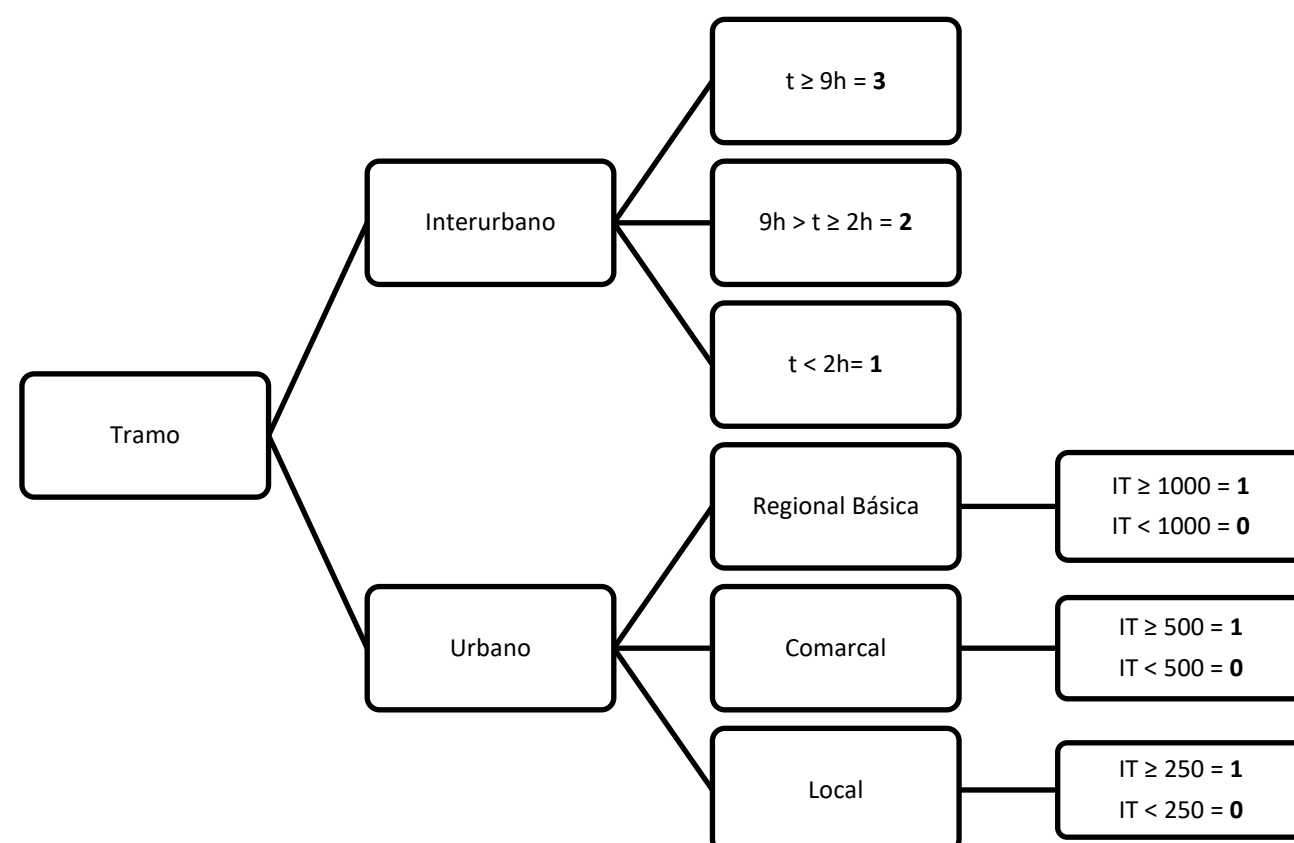 t ≥ 9h = 3
Interurbano
9h > t ≥ 2h = 2
t < 2h= 1
Tramo
Regional Básica
IT ≥ 1000 = 1
IT < 1000 = 0
Urbano
Comarcal
IT ≥ 500 = 1
IT < 500 = 0
Local
IT ≥ 250 = 1
IT < 250 = 0